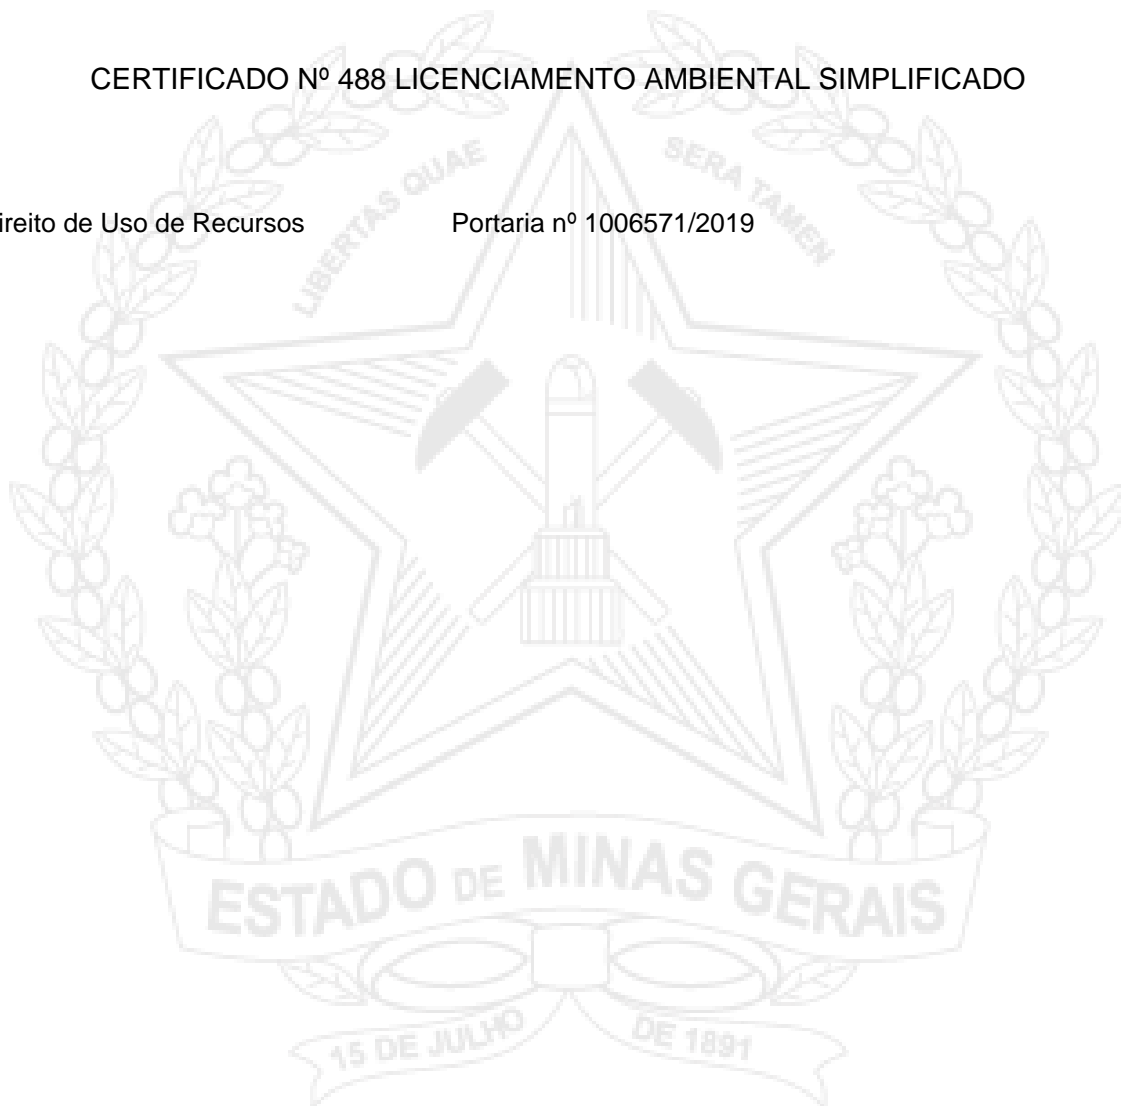 CERTIFICADO Nº 488 LICENCIAMENTO AMBIENTAL SIMPLIFICADO
LIBERTAS QUAE SERA TAMEN
ireito de Uso de Recursos Portaria nº 1006571/2019
ESTADO DE MINAS GERAIS
15 DE JULHO DE 1891